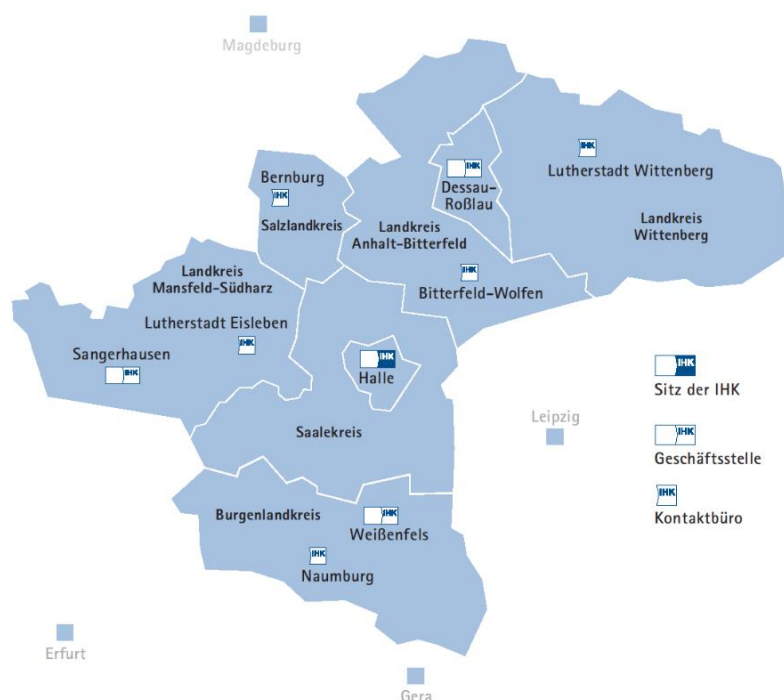 Magdeburg
IHK
Bernburg
IHK
Salzlandkreis
IHK
Dessau-
Roßlau
IHK
Lutherstadt Wittenberg
Landkreis
Wittenberg
Landkreis
Anhalt-Bitterfeld
IHK
Bitterfeld-Wolfen
Landkreis
Mansfeld-Südharz
Lutherstadt Eisleben
IHK
Sangerhausen
IHK
IHK
Halle
Saalekreis
Leipzig
IHK
Sitz der IHK
IHK
Geschäftsstelle
IHK
Kontaktbüro
Burgenlandkreis
IHK
Weißenfels
IHK
Naumburg
Erfurt
Gera